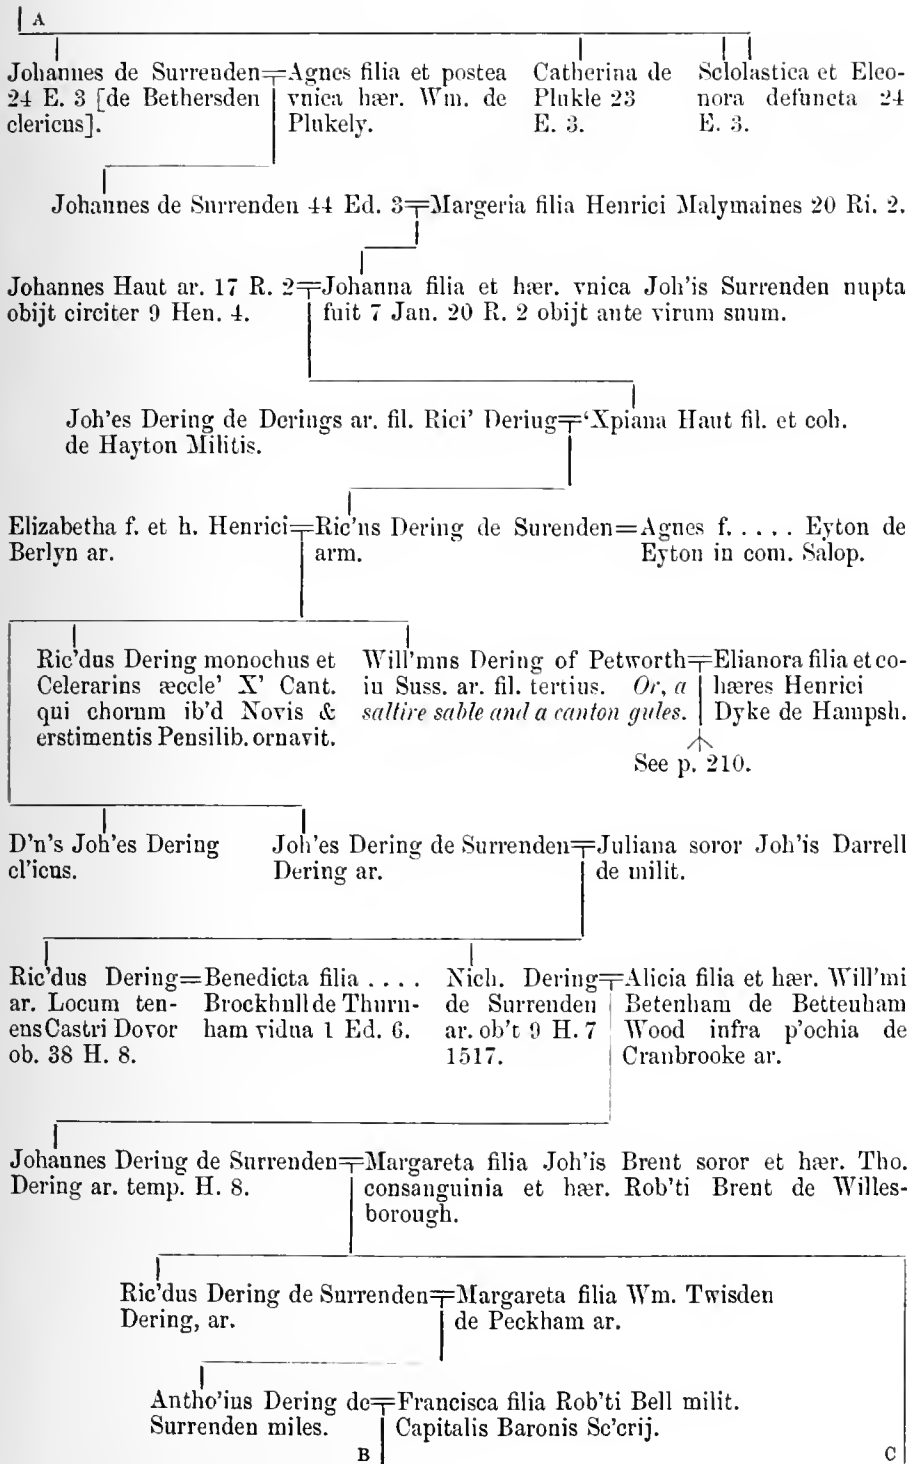 A
Johannes de Surrenden=Agnes filia et postea Catherina de Sclolastica et Eleo-
24 E. 3 [de Bethersden vnica hær. Wm. de Plukle 23 nora defuncta 24
clericus]. Plukely. E. 3. E. 3.
Johannes de Surrenden 44 Ed. 3=Margeria filia Henrici Malymaines 20 Ri. 2.
Johannes Haut ar. 17 R. 2=Johanna filia et hær. vnica Joh'is Surrenden nupta
obijt circiter 9 Hen. 4. fuit 7 Jan. 20 R. 2 obijt ante virum suum.
Joh'es Dering de Derings ar. fil. Rici' Dering='Xpiana Haut fil. et coh.
de Hayton Militis.
Elizabetha f. et h. Henrici=Ric'us Dering de Surenden=Agnes f. .... Eyton de
Berlyn ar. arm. Eyton in com. Salop.
Ric'dus Dering monochus et Will'mus Dering of Petworth=Elianora filia et co-
Celerarius æccle' X' Cant. in Suss. ar. fil. tertius. Or, a hæres Henrici
qui chorum ib'd Novis & saltire sable and a canton gules. Dyke de Hampsh.
erstimentis Pensilib. ornavit.
See p. 210.
D'n's Joh'es Dering Joh'es Dering de Surrenden=Juliana soror Joh'is Darrell
cl'icus. Dering ar. de milit.
Ric'dus Dering=Benedicta filia .... Nich. Dering=Alicia filia et hær. Will'mi
ar. Locum ten- Brockhull de Thurn- de Surrenden Betenham de Bettenham
ens Castri Dovor ham vidua 1 Ed. 6. ar. ob't 9 H. 7 Wood infra p'ochia de
ob. 38 H. 8. 1517. Cranbrooke ar.
Johannes Dering de Surrenden=Margareta filia Joh'is Brent soror et hær. Tho.
Dering ar. temp. H. 8. consanguinia et hær. Rob'ti Brent de Willes-
borough.
Ric'dus Dering de Surrenden=Margareta filia Wm. Twisden
Dering, ar. de Peckham ar.
Antho'ius Dering de=Francisca filia Rob'ti Bell milit.
Surrenden miles. Capitalis Baronis Sc'crij.
B C